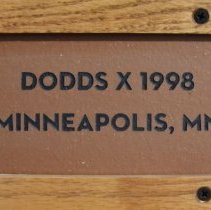 DODDS X 1998
MINNEAPOLIS, MN